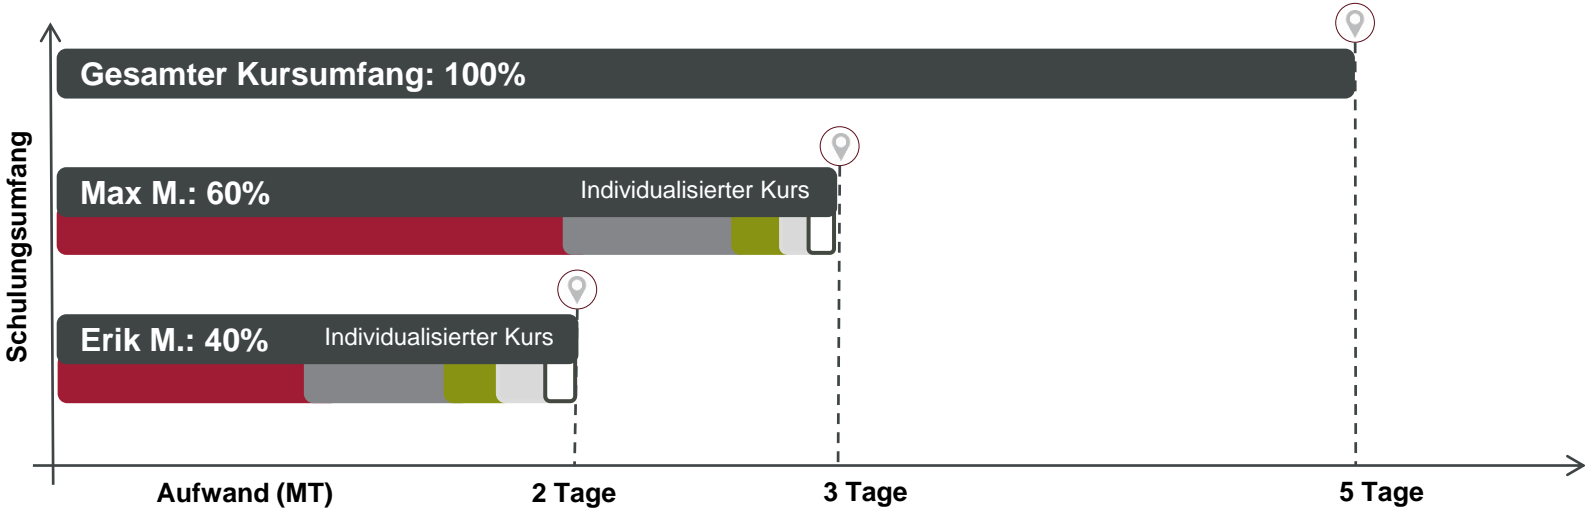 Gesamter Kursumfang: 100%
Schulungsumfang
Max M.: 60%
Individualisierter Kurs
Erik M.: 40%
Individualisierter Kurs
Aufwand (MT)
2 Tage
3 Tage
5 Tage